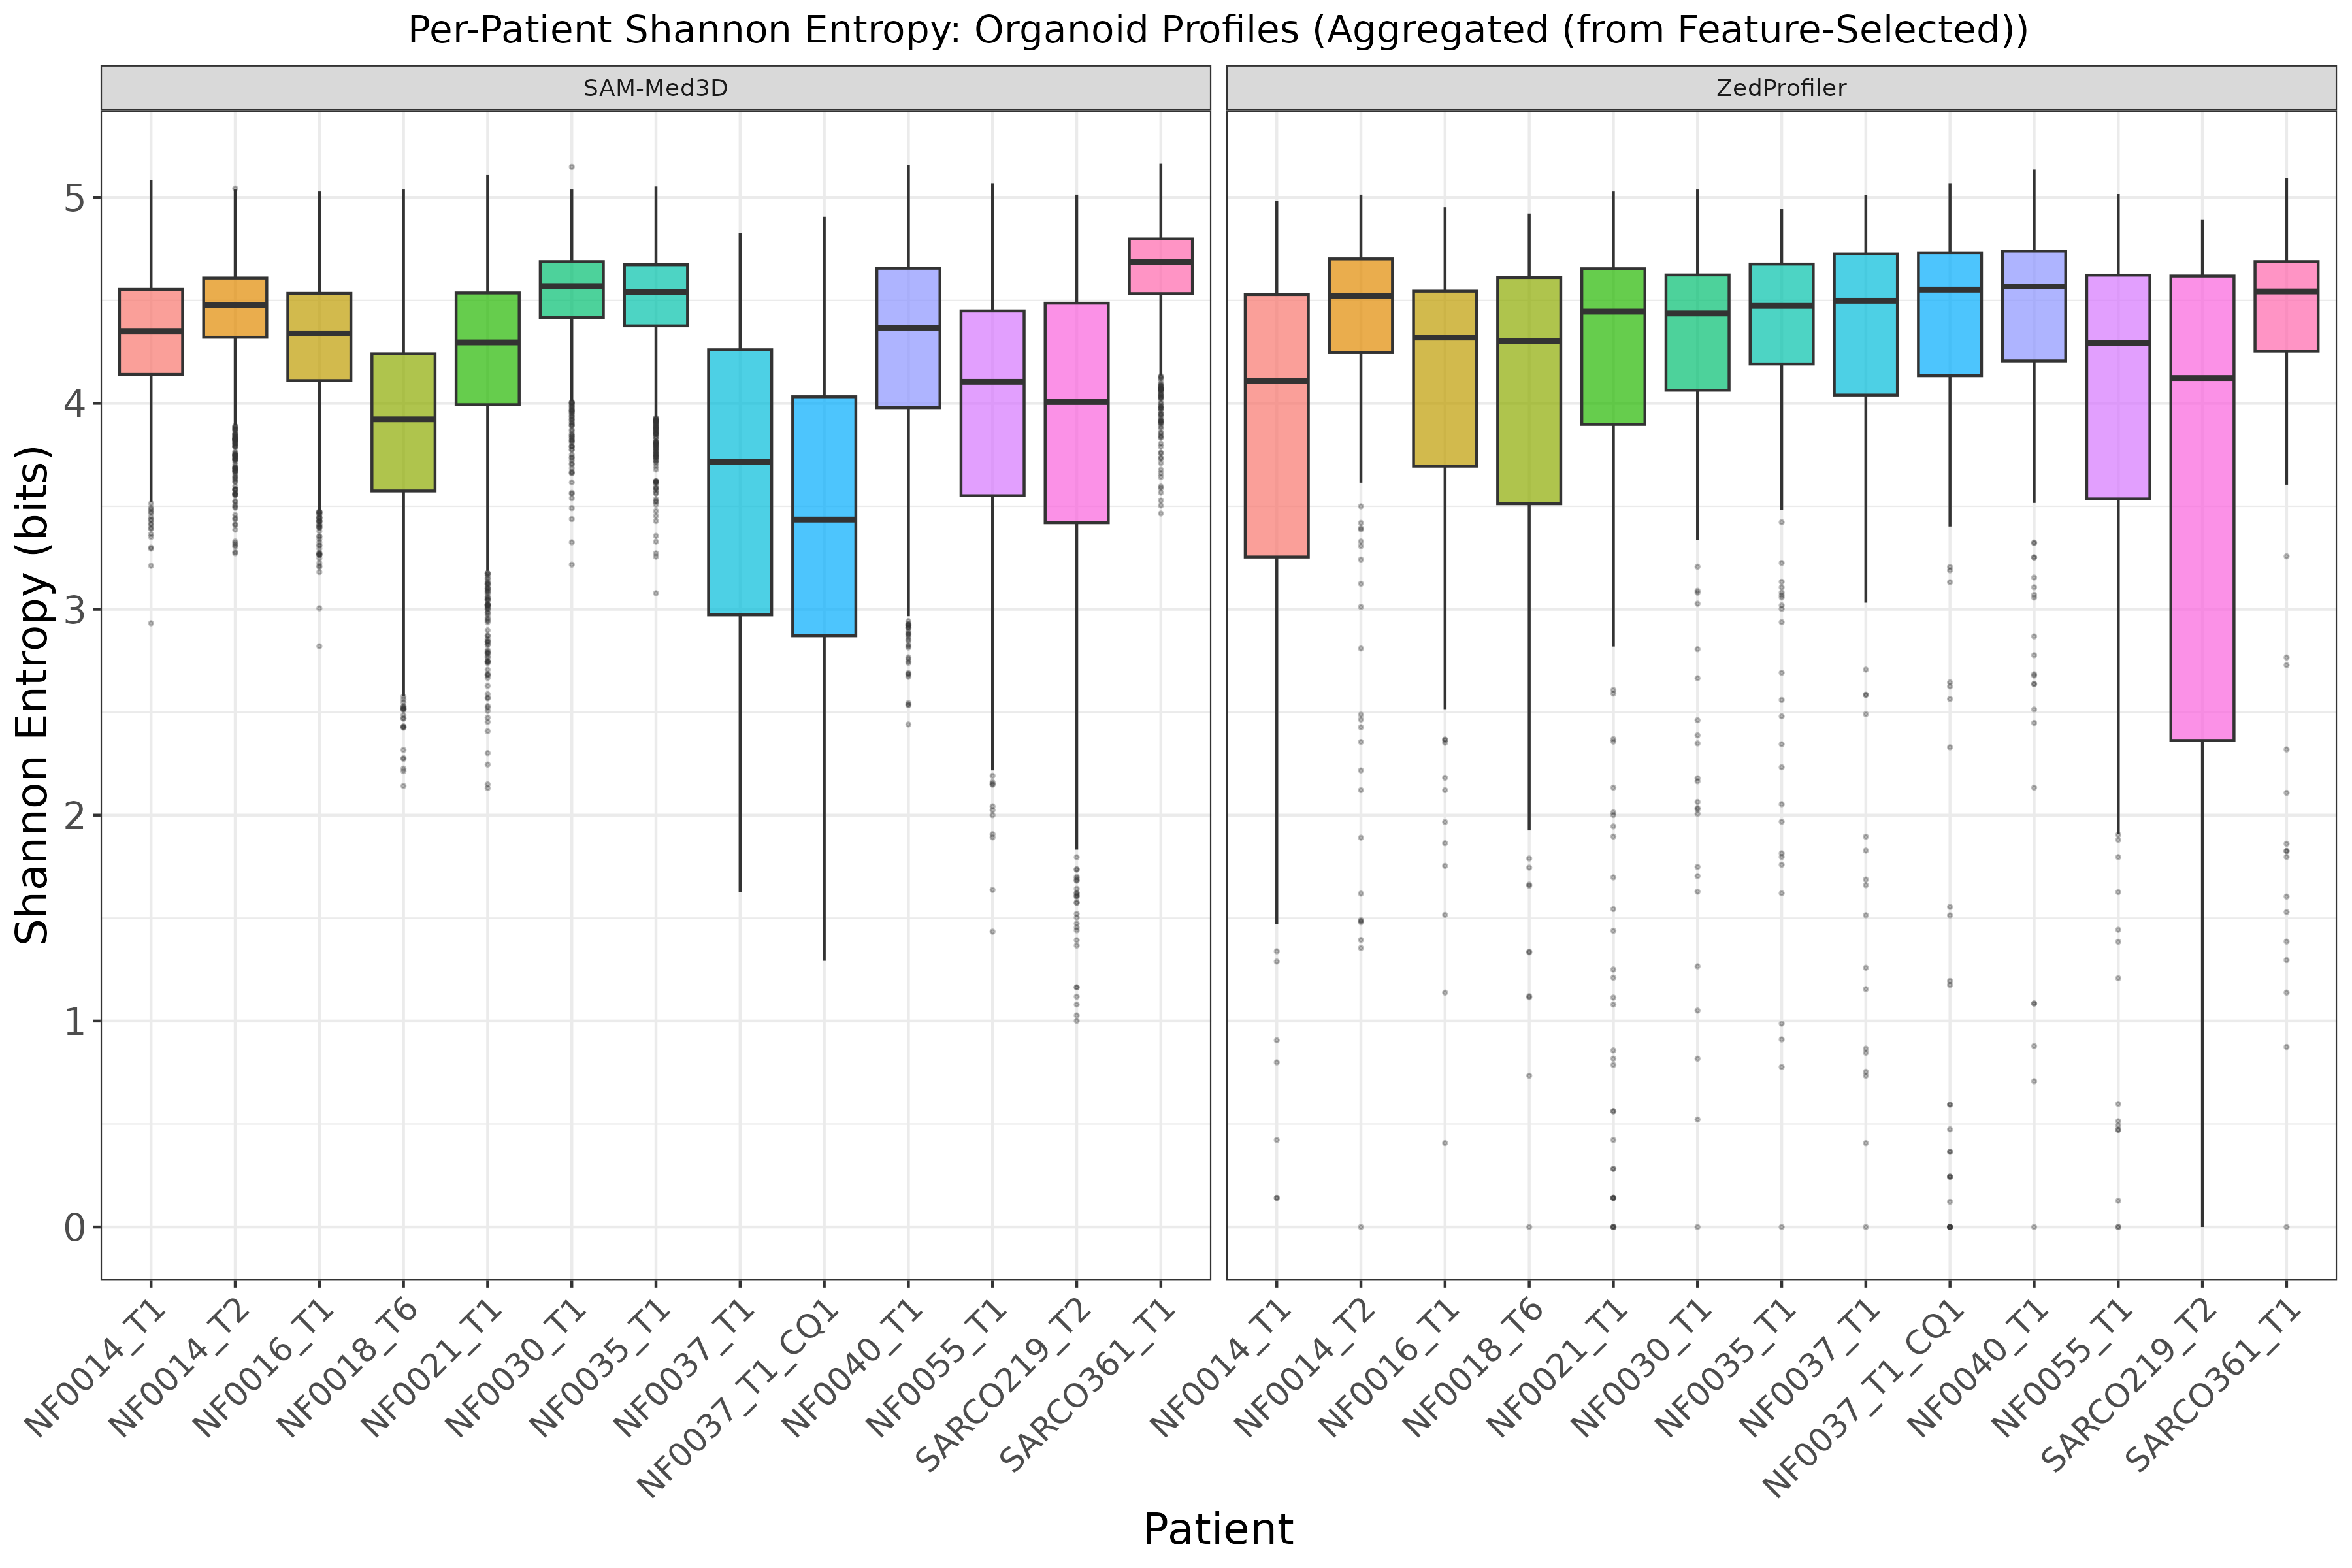 Per-Patient Shannon Entropy: Organoid Profiles (Aggregated (from Feature-Selected))
SAM-Med3D
ZedProfiler
Shannon Entropy (bits)
5
4
3
2
1
0
NF0014_T1
NF0014_T2
NF0016_T1
NF0018_T6
NF0021_T1
NF0030_T1
NF0035_T1
NF0037_T1
NF0037_T1_CQ1
NF0040_T1
NF0055_T1
SARCO219_T2
SARCO361_T1
NF0014_T1
NF0014_T2
NF0016_T1
NF0018_T6
NF0021_T1
NF0030_T1
NF0035_T1
NF0037_T1
NF0037_T1_CQ1
NF0040_T1
NF0055_T1
SARCO219_T2
SARCO361_T1
Patient